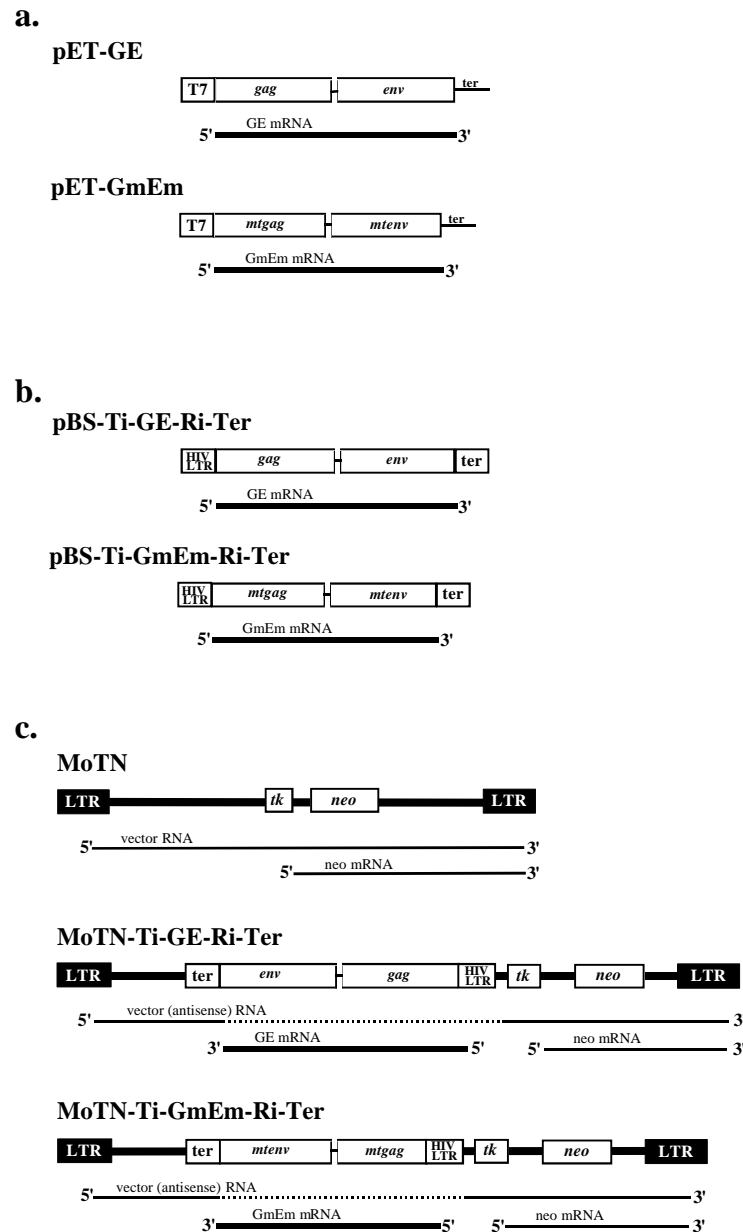 a.
pET-GE
T7 gag env ter
GE mRNA
5' 3'
pET-GmEm
T7 mtgag mtenv ter
GmEm mRNA
5' 3'
b.
pBS-Ti-GE-Ri-Ter
HIV LTR gag env ter
GE mRNA
5' 3'
pBS-Ti-GmEm-Ri-Ter
HIV LTR mtgag mtenv ter
GmEm mRNA
5' 3'
c.
MoTN
LTR tk neo LTR
vector RNA
5' 3'
neo mRNA
5' 3'
MoTN-Ti-GE-Ri-Ter
LTR ter env gag HIV LTR tk neo LTR
vector (antisense) RNA
5' 3'
GE mRNA neo mRNA
3' 5' 5' 3'
MoTN-Ti-GmEm-Ri-Ter
LTR ter mtenv mtgag HIV LTR tk neo LTR
vector (antisense) RNA
5' 3'
GmEm mRNA neo mRNA
3' 5' 5' 3'